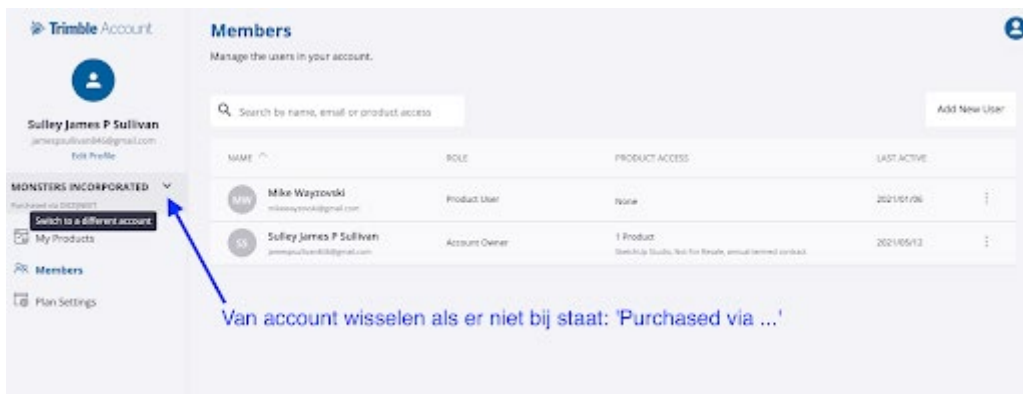 Trimble Account
Members
Manage the users in your account.
Search by name, email or product access
Add New User
Sulley James P Sullivan
Edit Profile
NAME
ROLE
PRODUCT ACCESS
LAST ACTIVE
MONSTERS INCORPORATED
Purchased via
Switch to a different account
MW
Mike Wayzovski
Product User
None
2021/01/06
SS
Sulley James P Sullivan
Account Owner
1 Product
2021/05/12
SketchUp Studio, Not For Resale, annual termed contract
My Products
Members
Plan Settings
Van account wisselen als er niet bij staat: 'Purchased via ...'